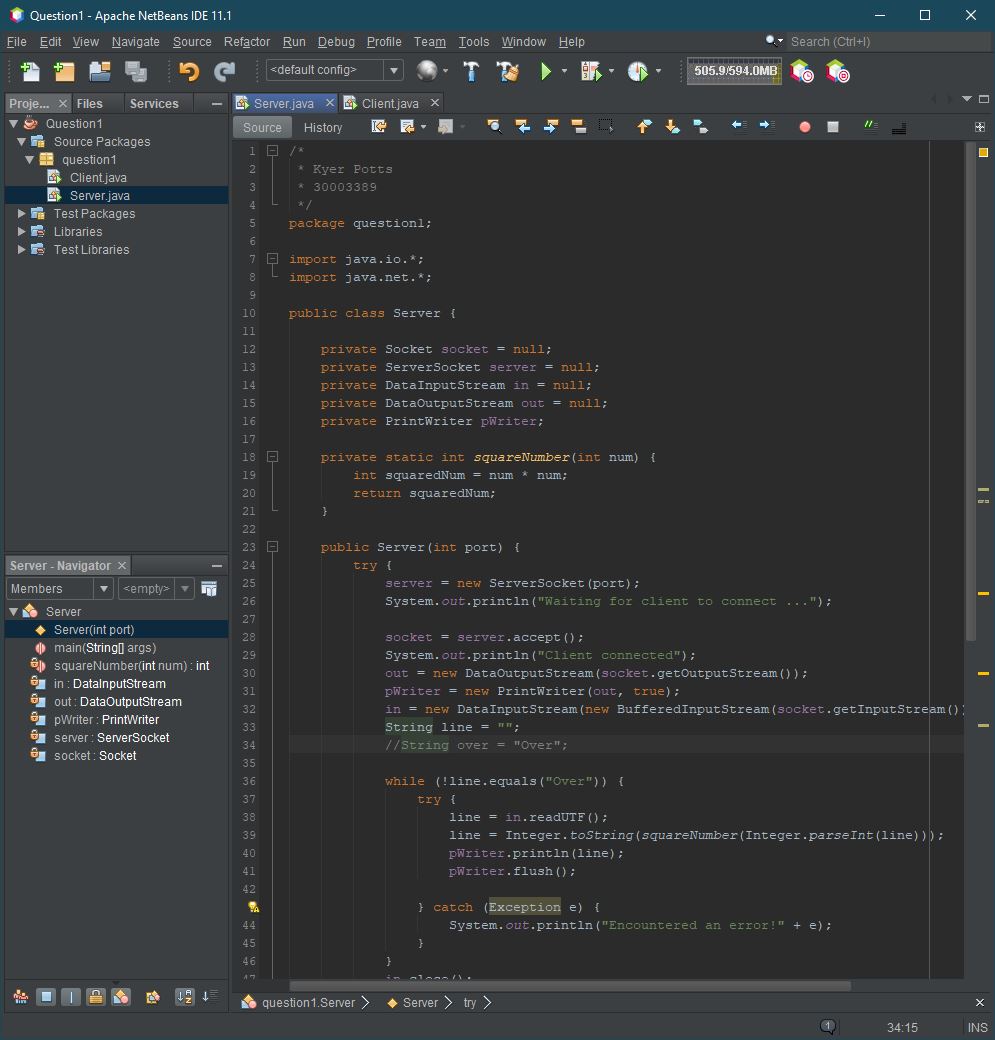 Question1 - Apache NetBeans IDE 11.1
File Edit View Navigate Source Refactor Run Debug Profile Team Tools Window Help
Search (Ctrl+I)
<default config>
505.9/594.0MB
Proje... Files Services
Question1
Source Packages
question1
Client.java
Server.java
Test Packages
Libraries
Test Libraries
Server - Navigator
Members <empty>
Server
Server(int port)
main(String[] args)
squareNumber(int num) : int
in : DataInputStream
out : DataOutputStream
pWriter : PrintWriter
server : ServerSocket
socket : Socket
Server.java Client.java
Source History
1 /*
2 * Kyer Potts
3 * 30003389
4 */
5 package question1;
6
7 import java.io.*;
8 import java.net.*;
9
10 public class Server {
11
12 private Socket socket = null;
13 private ServerSocket server = null;
14 private DataInputStream in = null;
15 private DataOutputStream out = null;
16 private PrintWriter pWriter;
17
18 private static int squareNumber(int num) {
19 int squaredNum = num * num;
20 return squaredNum;
21 }
22
23 public Server(int port) {
24 try {
25 server = new ServerSocket(port);
26 System.out.println("Waiting for client to connect ...");
27
28 socket = server.accept();
29 System.out.println("Client connected");
30 out = new DataOutputStream(socket.getOutputStream());
31 pWriter = new PrintWriter(out, true);
32 in = new DataInputStream(new BufferedInputStream(socket.getInputStream())
33 String line = "";
34 //String over = "Over";
35
36 while (!line.equals("Over")) {
37 try {
38 line = in.readUTF();
39 line = Integer.toString(squareNumber(Integer.parseInt(line)));
40 pWriter.println(line);
41 pWriter.flush();
42
} catch (Exception e) {
44 System.out.println("Encountered an error!" + e);
45 }
46 }
47 in.close();
question1.Server Server try
1
34:15 INS